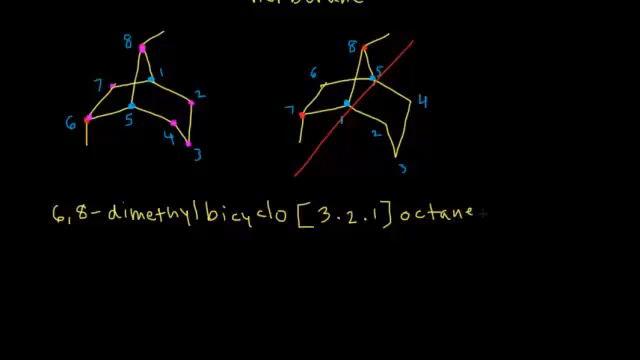 8 8
7 1 6 5
2 4
6 5 7 1
4 2
3 3
6,8-dimethylbicyclo [3.2.1] octane